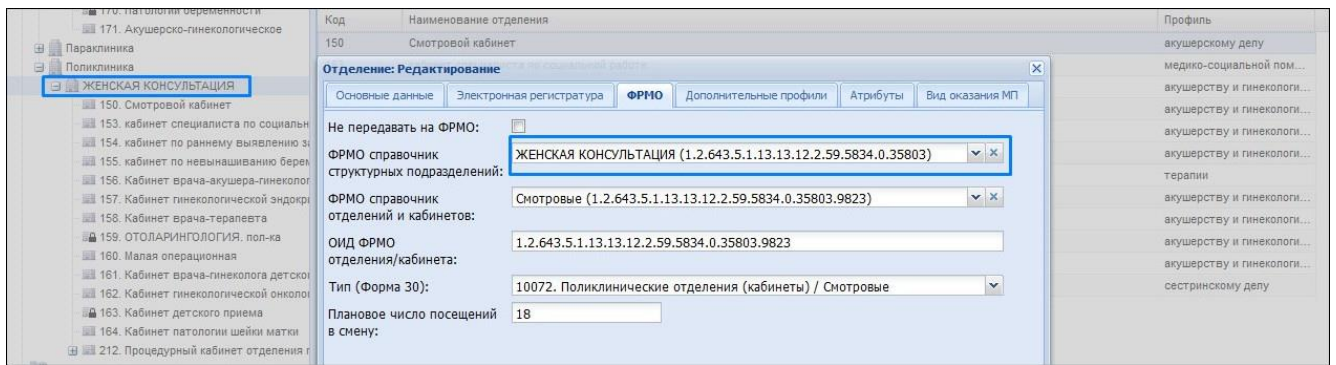 170. Патологии беременности
171. Акушерско-гинекологическое
Параклиника
Поликлиника
ЖЕНСКАЯ КОНСУЛЬТАЦИЯ
150. Смотровой кабинет
153. кабинет специалиста по социальн
154. кабинет по раннему выявлению за
155. кабинет по невынашиванию берем
156. Кабинет врача-акушера-гинеколог
157. Кабинет гинекологической эндокри
158. Кабинет врача-терапевта
159. ОТОЛАРИНГОЛОГИЯ. пол-ка
160. Малая операционная
161. Кабинет врача-гинеколога детског
162. Кабинет гинекологической онколог
163. Кабинет детского приема
164. Кабинет патологии шейки матки
212. Процедурный кабинет отделения г
Код Наименование отделения Профиль
150 Смотровой кабинет акушерскому делу
медико-социальной пом...
акушерству и гинекологи...
акушерству и гинекологи...
акушерству и гинекологи...
акушерству и гинекологи...
терапии
акушерству и гинекологи...
акушерству и гинекологи...
акушерству и гинекологи...
акушерству и гинекологи...
сестринскому делу
Отделение: Редактирование
Основные данные Электронная регистратура ФРМО Дополнительные профили Атрибуты Вид оказания МП
Не передавать на ФРМО:
ФРМО справочник
структурных подразделений:
ЖЕНСКАЯ КОНСУЛЬТАЦИЯ (1.2.643.5.1.13.13.12.2.59.5834.0.35803)
ФРМО справочник
отделений и кабинетов:
Смотровые (1.2.643.5.1.13.13.12.2.59.5834.0.35803.9823)
ОИД ФРМО
отделения/кабинета:
1.2.643.5.1.13.13.12.2.59.5834.0.35803.9823
Тип (Форма 30): 10072. Поликлинические отделения (кабинеты) / Смотровые
Плановое число посещений
в смену:
18